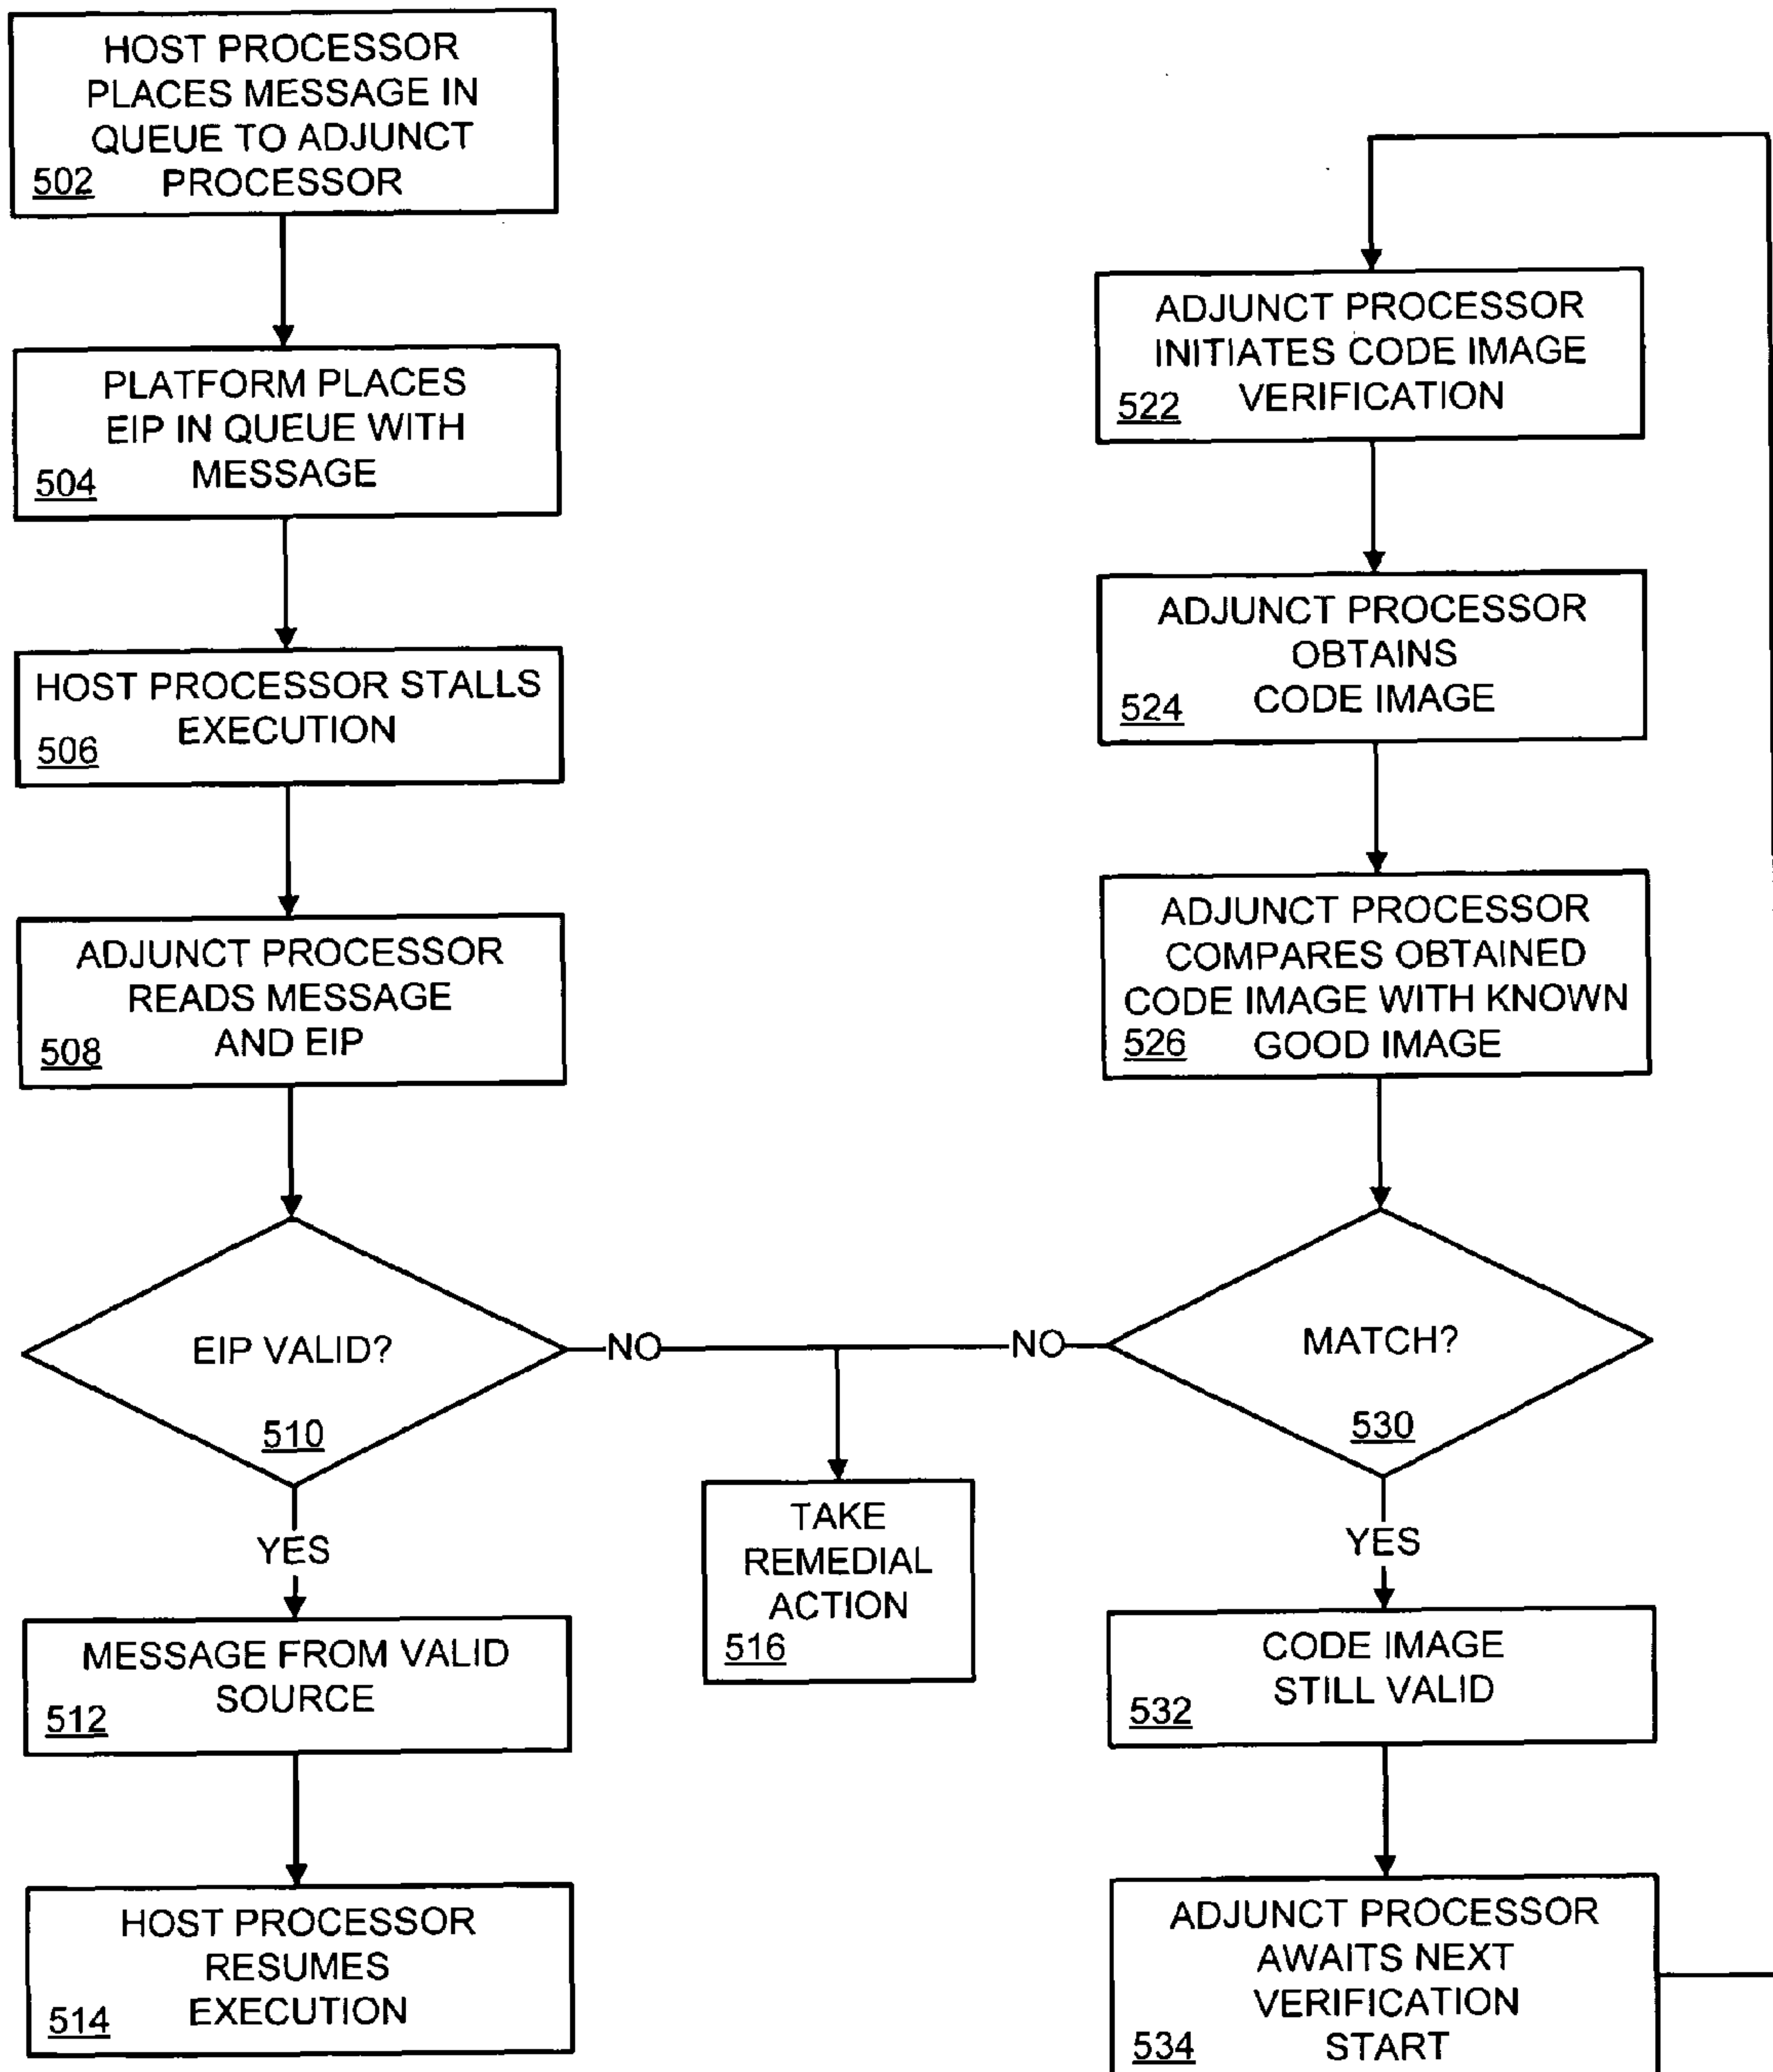 HOST PROCESSOR
PLACES MESSAGE IN
QUEUE TO ADJUNCT
502 PROCESSOR
PLATFORM PLACES
EIP IN QUEUE WITH
504 MESSAGE
HOST PROCESSOR STALLS
EXECUTION
506
ADJUNCT PROCESSOR
READS MESSAGE
508 AND EIP
EIP VALID?
510
NO
YES
MESSAGE FROM VALID
SOURCE
512
HOST PROCESSOR
RESUMES
EXECUTION
514
TAKE
REMEDIAL
ACTION
516
ADJUNCT PROCESSOR
INITIATES CODE IMAGE
522 VERIFICATION
ADJUNCT PROCESSOR
OBTAINS
524 CODE IMAGE
ADJUNCT PROCESSOR
COMPARES OBTAINED
CODE IMAGE WITH KNOWN
526 GOOD IMAGE
MATCH?
530
NO
YES
CODE IMAGE
STILL VALID
532
ADJUNCT PROCESSOR
AWAITS NEXT
VERIFICATION
534 START